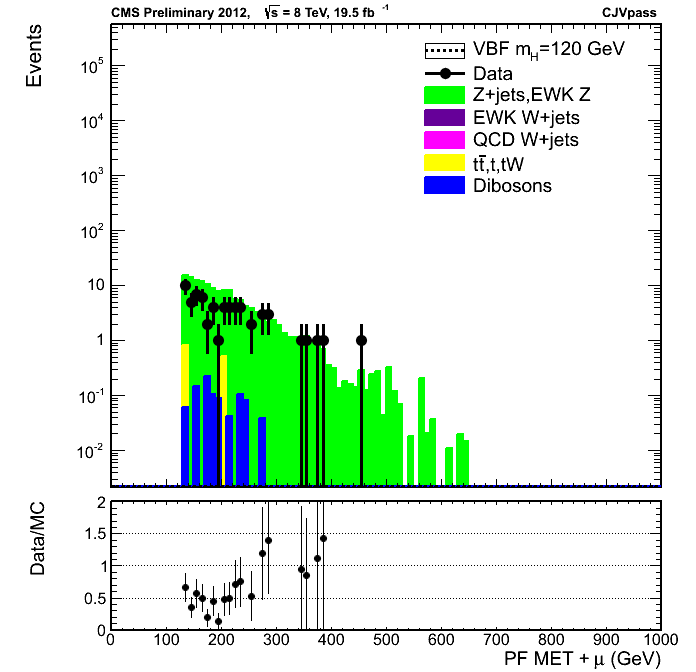 CMS Preliminary 2012, √s = 8 TeV, 19.5 fb⁻¹ CJVpass
Events
VBF m_H=120 GeV
Data
Z+jets,EWK Z
EWK W+jets
QCD W+jets
tt̄,t,tW
Dibosons
10⁵
10⁴
10³
10²
10
1
10⁻¹
10⁻²
Data/MC
2
1.5
1
0.5
0
0 100 200 300 400 500 600 700 800 900 1000
PF MET + μ (GeV)